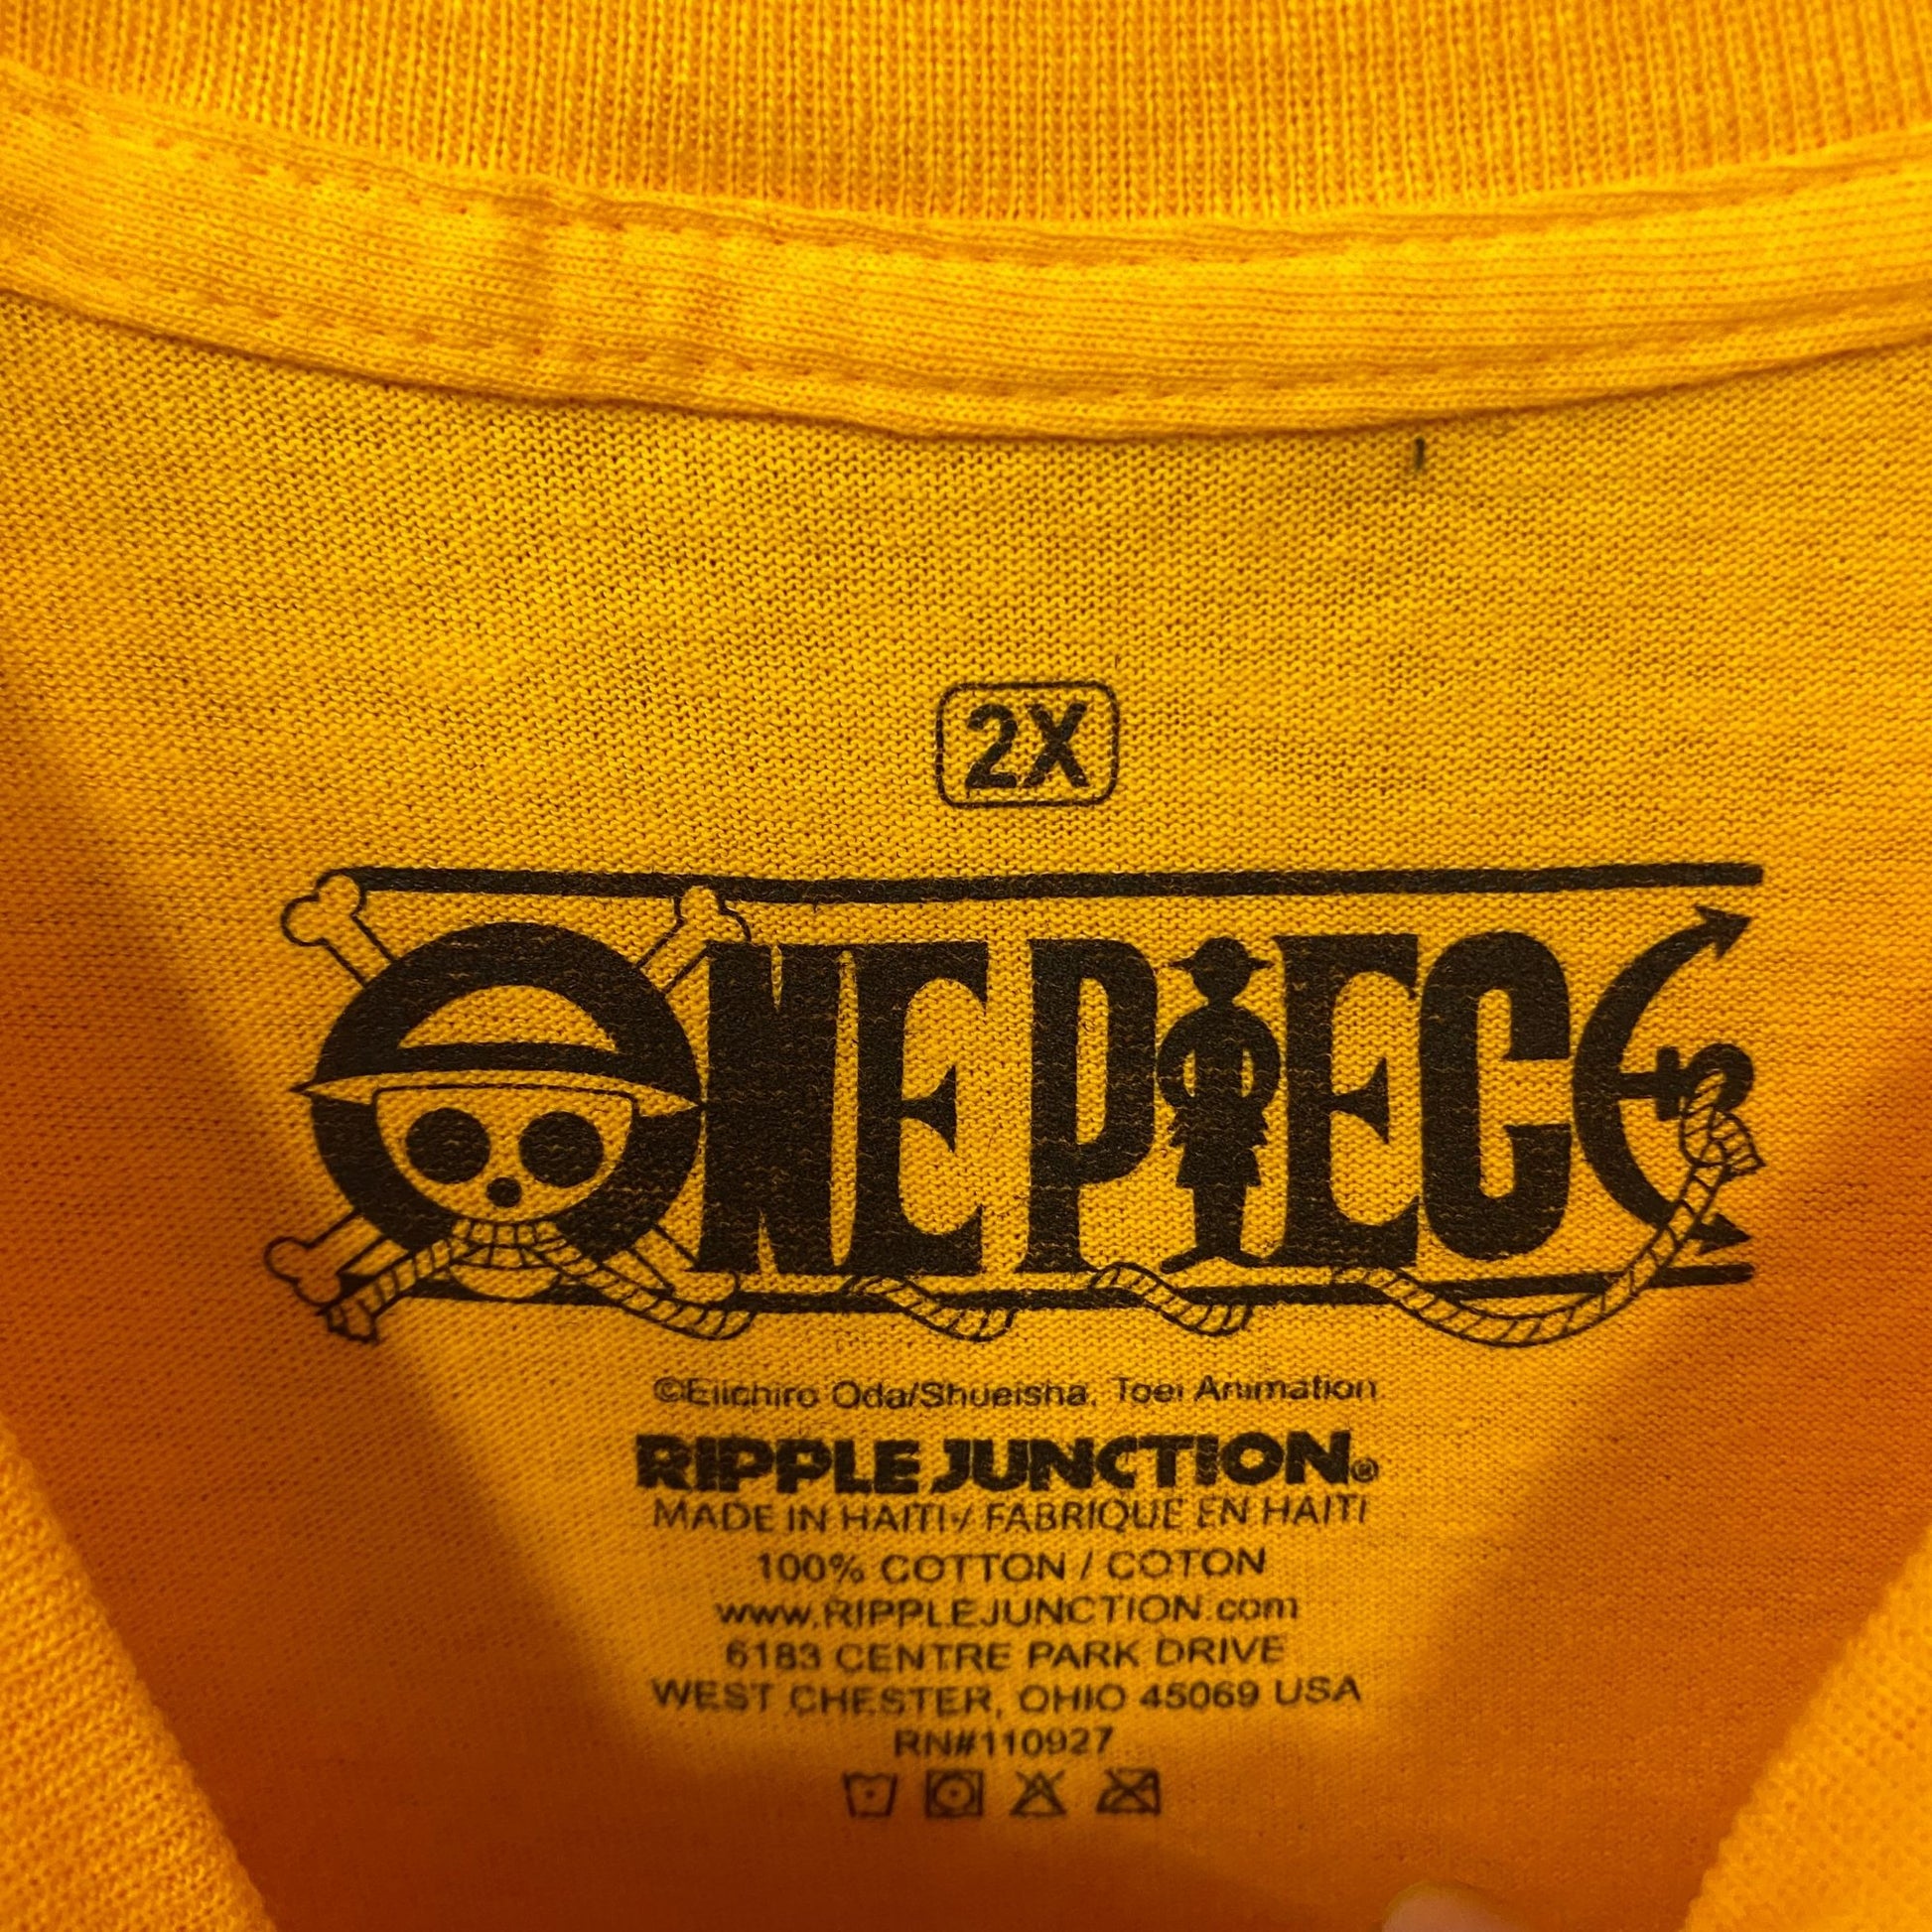 2X
ONE PIECE
©Eiichiro Oda/Shueisha, Toei Animation
RIPPLE JUNCTION®
MADE IN HAITI / FABRIQUE EN HAITI
100% COTTON / COTON
www.RIPPLEJUNCTION.com
6183 CENTRE PARK DRIVE
WEST CHESTER, OHIO 45069 USA
RN#110927